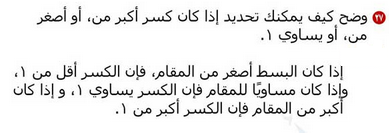 ٢٧ وضح كيف يمكنك تحديد إذا كان كسر أكبر من، أو أصغر
من، أو يساوي ١.
إذا كان البسط أصغر من المقام، فإن الكسر أقل من ١،
وإذا كان مساويًا للمقام فإن الكسر يساوي ١، و إذا كان
أكبر من المقام فإن الكسر أكبر من ١.